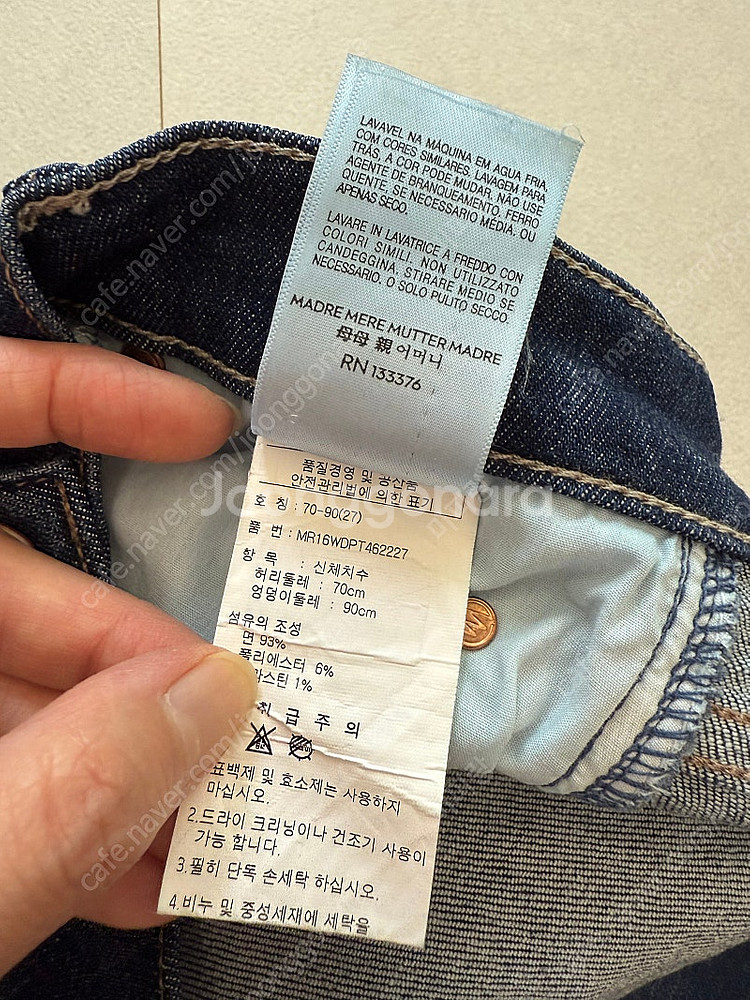 LAVAVEL NA MÁQUINA EM AGUA FRIA
COM CORES SIMILARES. LAVAGEM PARA
TRÁS, A COR PODE MUDAR, NÃO USE
AGENTE DE BRANQUEAMENTO. FERRO
QUENTE, SE NECESSÁRIO MÉDIA. OU
APENAS SECO.
LAVARE IN LAVATRICE A FREDDO CON
COLORI SIMILI. NON UTILIZZATO
CANDEGGINA, STIRARE MEDIO SE
NECESSARIO. O SOLO PULITO SECCO.
MADRE MERE MUTTER MADRE
母母 親 어머니
RN 133376
품질경영 및 공산품
안전관리법에 의한 표기
호 칭 : 70-90(27)
품 번 : MR16WDPT462227
항 목 : 신체치수
허리둘레 : 70cm
엉덩이둘레 : 90cm
섬유의 조성
면 93%
폴리에스터 6%
라스틴 1%
취 급 주 의
표백제 및 효소제는 사용하지
마십시오.
2.드라이 크리닝이나 건조기 사용이
가능 합니다.
3.필히 단독 손세탁 하십시오.
4.비누 및 중성세재에 세탁을
Joonggonara
cafe.naver.com/joonggonara